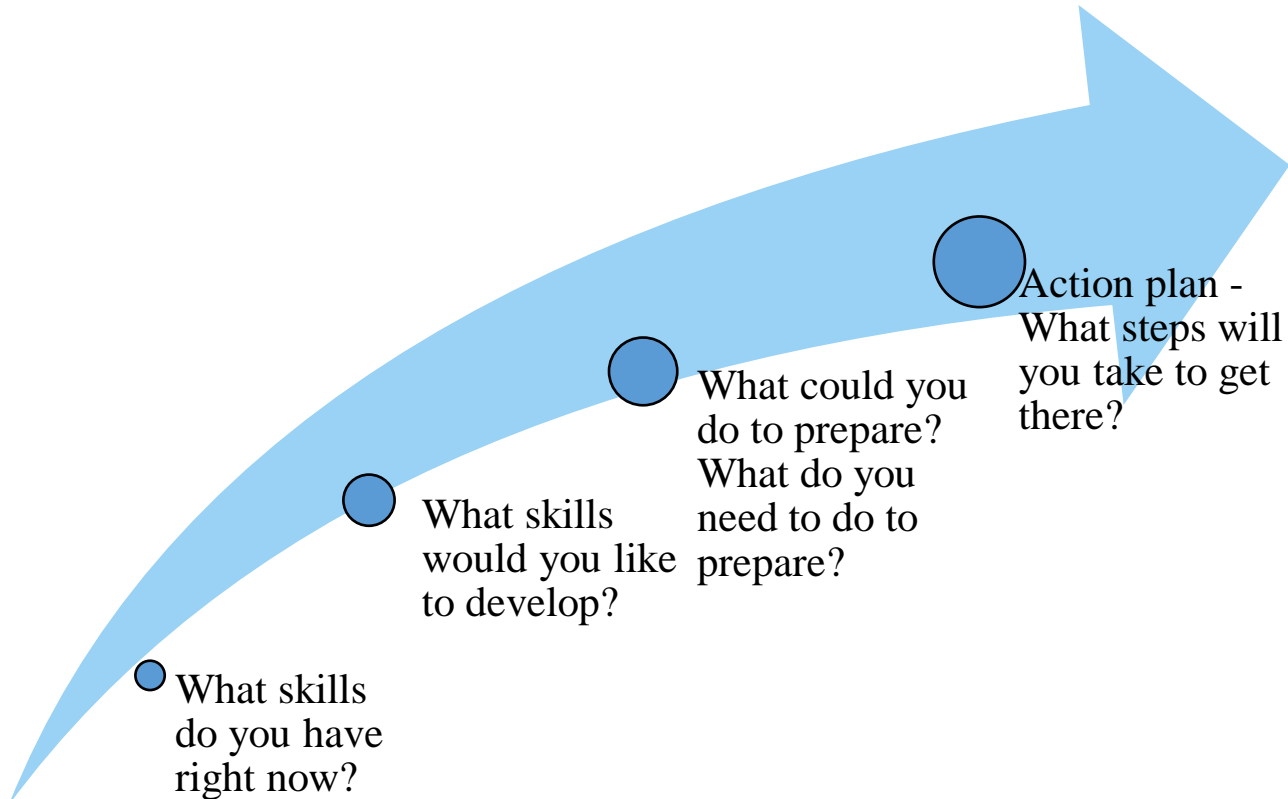 What skills
do you have
right now?
What skills
would you like
to develop?
What could you
do to prepare?
What do you
need to do to
prepare?
Action plan -
What steps will
you take to get
there?